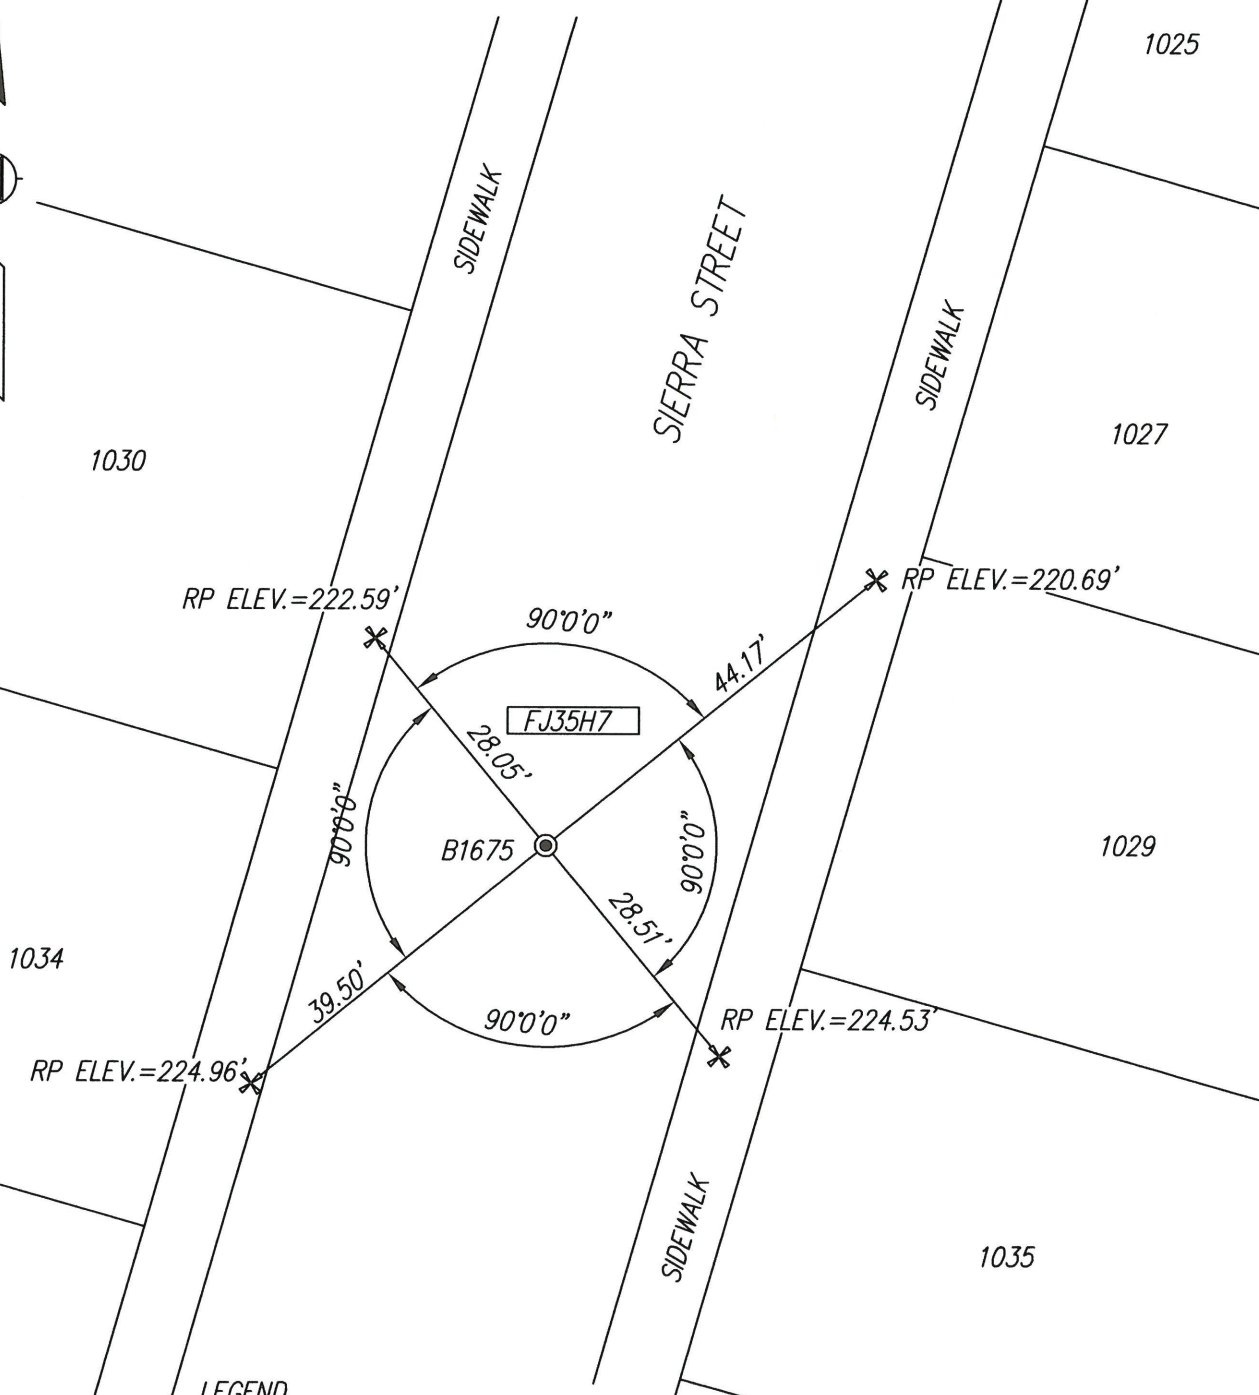 1025
SIDEWALK
SIERRA STREET
SIDEWALK
1027
1030
RP ELEV.=220.69'
RP ELEV.=222.59'
90°0'0"
44.17'
FJ35H7
28.05'
90°0'0"
B1675
90°0'0"
1029
28.51'
1034
39.50'
90°0'0"
RP ELEV.=224.53'
RP ELEV.=224.96'
SIDEWALK
1035
LEGEND